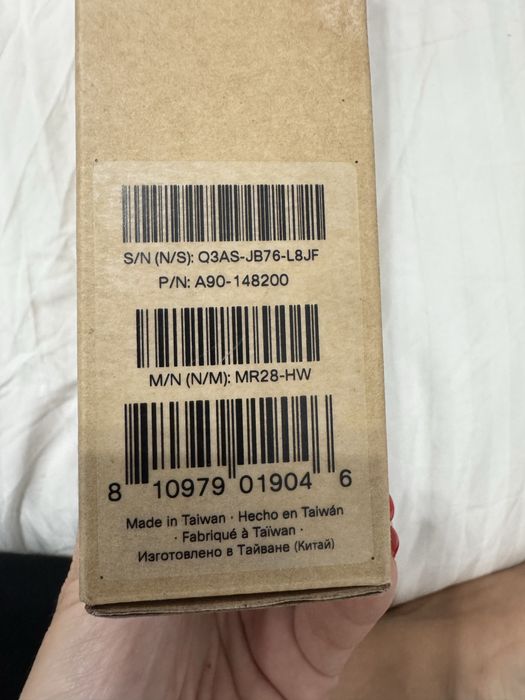 S/N (N/S): Q3AS-JB76-L8JF
P/N: A90-148200
M/N (N/M): MR28-HW
8 10979 01904 6
Made in Taiwan · Hecho en Taiwán
· Fabriqué à Taïwan ·
Изготовлено в Тайване (Китай)